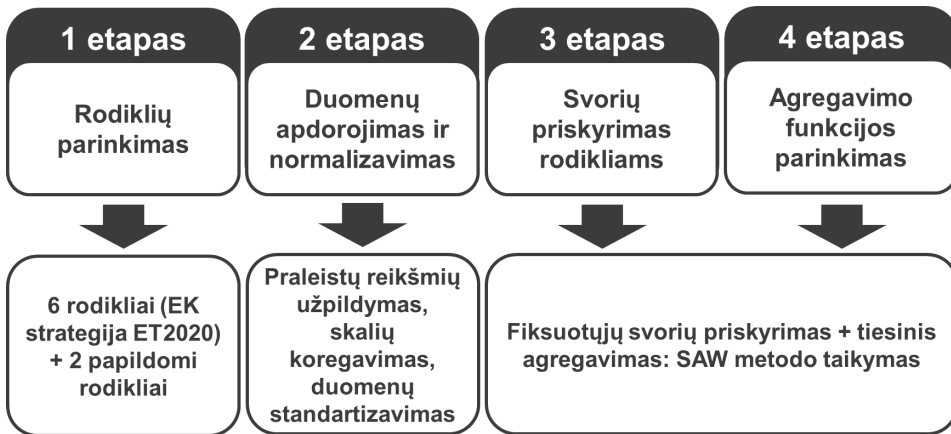 1 etapas
Rodiklių
parinkimas
2 etapas
Duomenų
apdorojimas ir
normalizavimas
3 etapas
Svorių
priskyrimas
rodikliams
4 etapas
Agregavimo
funkcijos
parinkimas
6 rodikliai (EK
strategija ET2020)
+ 2 papildomi
rodikliai
Praleistų reikšmių
užpildymas,
skalių
koregavimas,
duomenų
standartizavimas
Fiksuotųjų svorių priskyrimas + tiesinis
agregavimas: SAW metodo taikymas